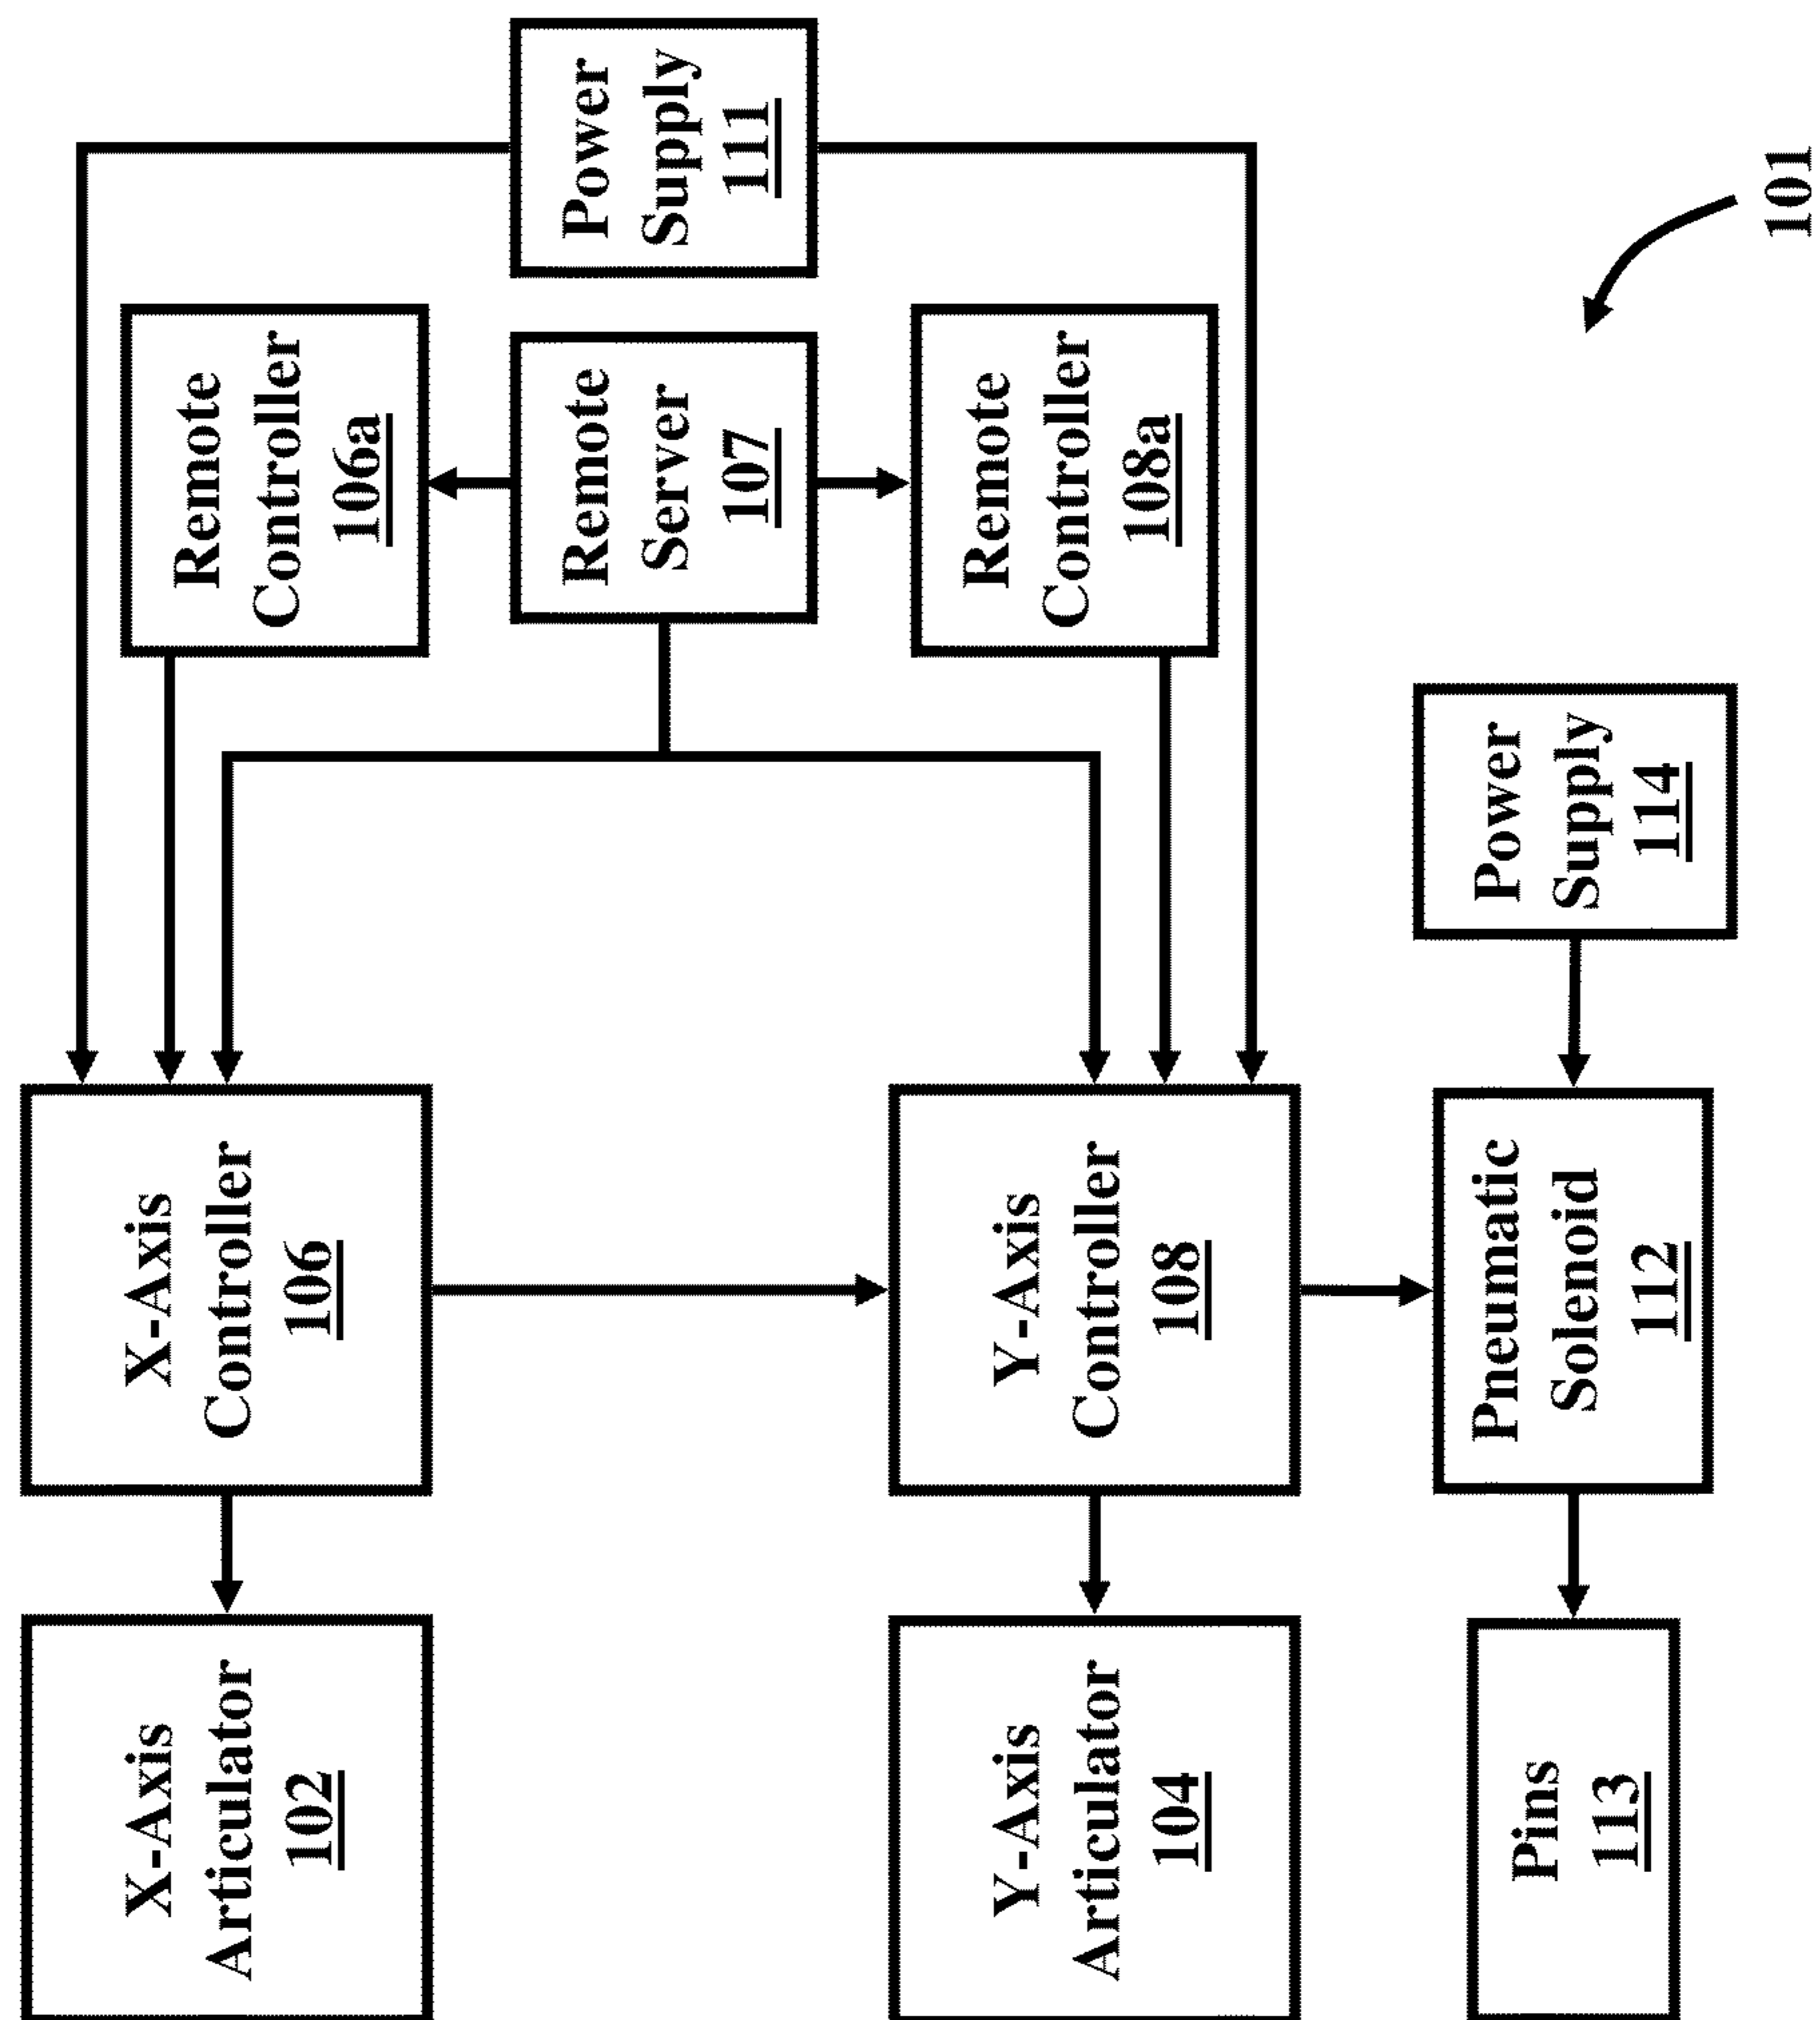 X-Axis
Articulator
102
X-Axis
Controller
106
Remote
Controller
106a
Power
Supply
111
Remote
Server
107
Y-Axis
Articulator
104
Y-Axis
Controller
108
Remote
Controller
108a
Pins
113
Pneumatic
Solenoid
112
Power
Supply
114
101